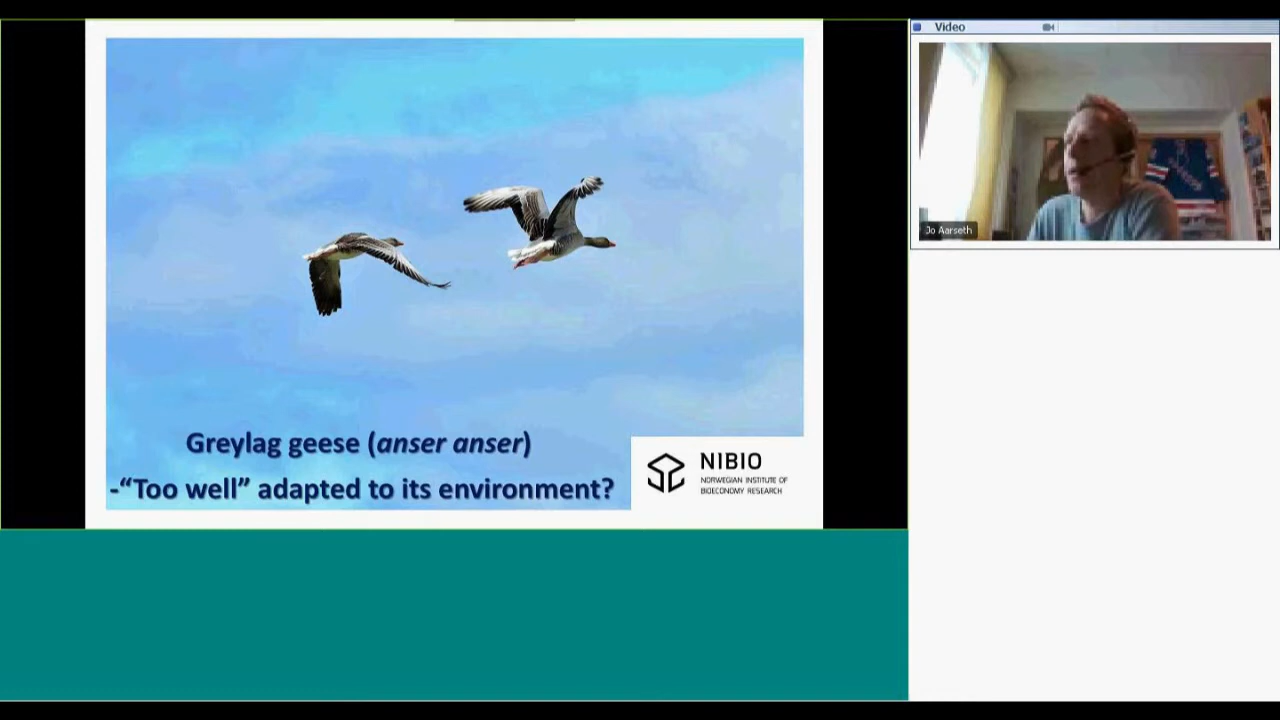 Video
Jo Aarseth
Greylag geese (anser anser)
-“Too well” adapted to its environment?
NIBIO
NORWEGIAN INSTITUTE OF
BIOECONOMY RESEARCH